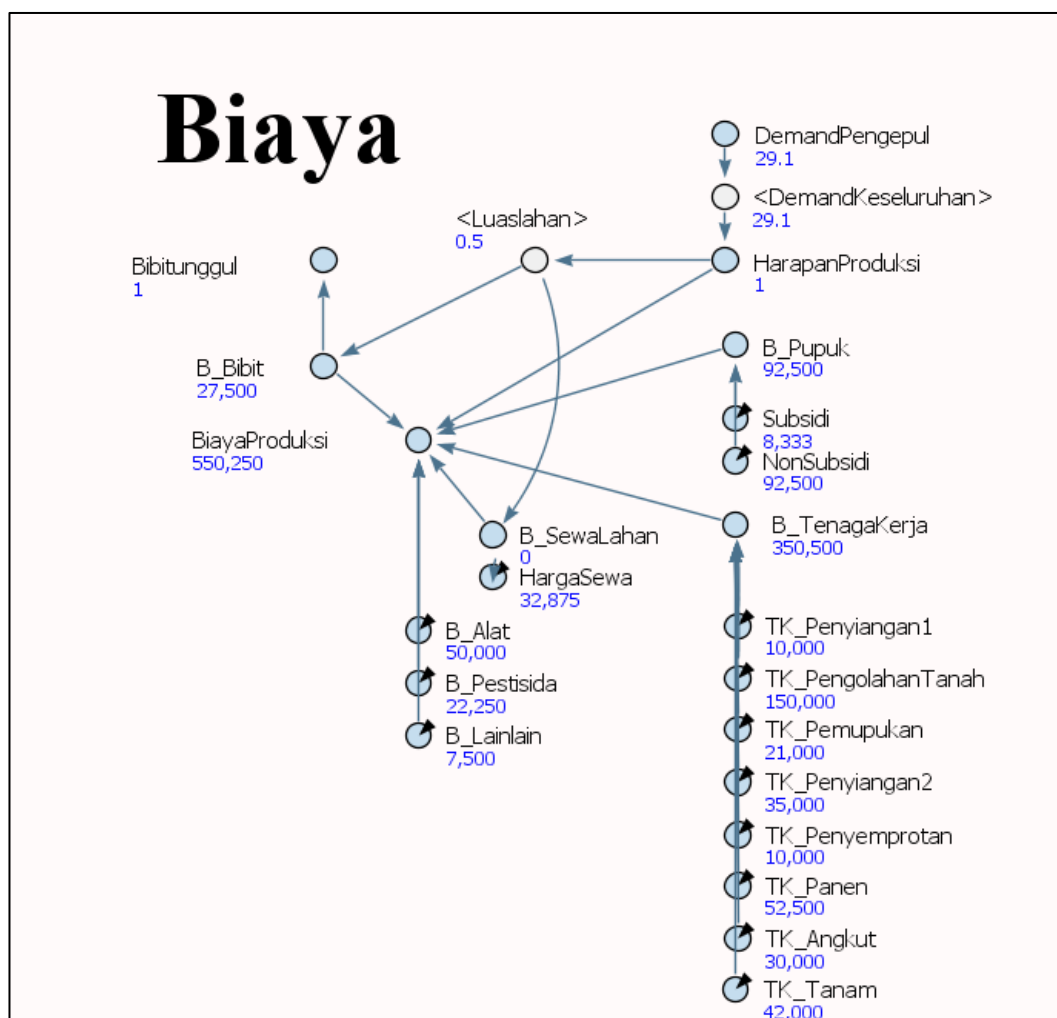 Biaya
DemandPengepul
29.1
<DemandKeseluruhan>
29.1
<Luaslahan>
0.5
HarapanProduksi
1
Bibitunggul
1
B_Bibit
27,500
BiayaProduksi
550,250
B_Pupuk
92,500
Subsidi
8,333
NonSubsidi
92,500
B_SewaLahan
0
HargaSewa
32,875
B_TenagaKerja
350,500
B_Alat
50,000
B_Pestisida
22,250
B_Lainlain
7,500
TK_Penyiangan1
10,000
TK_PengolahanTanah
150,000
TK_Pemupukan
21,000
TK_Penyiangan2
35,000
TK_Penyemprotan
10,000
TK_Panen
52,500
TK_Angkut
30,000
TK_Tanam
42,000